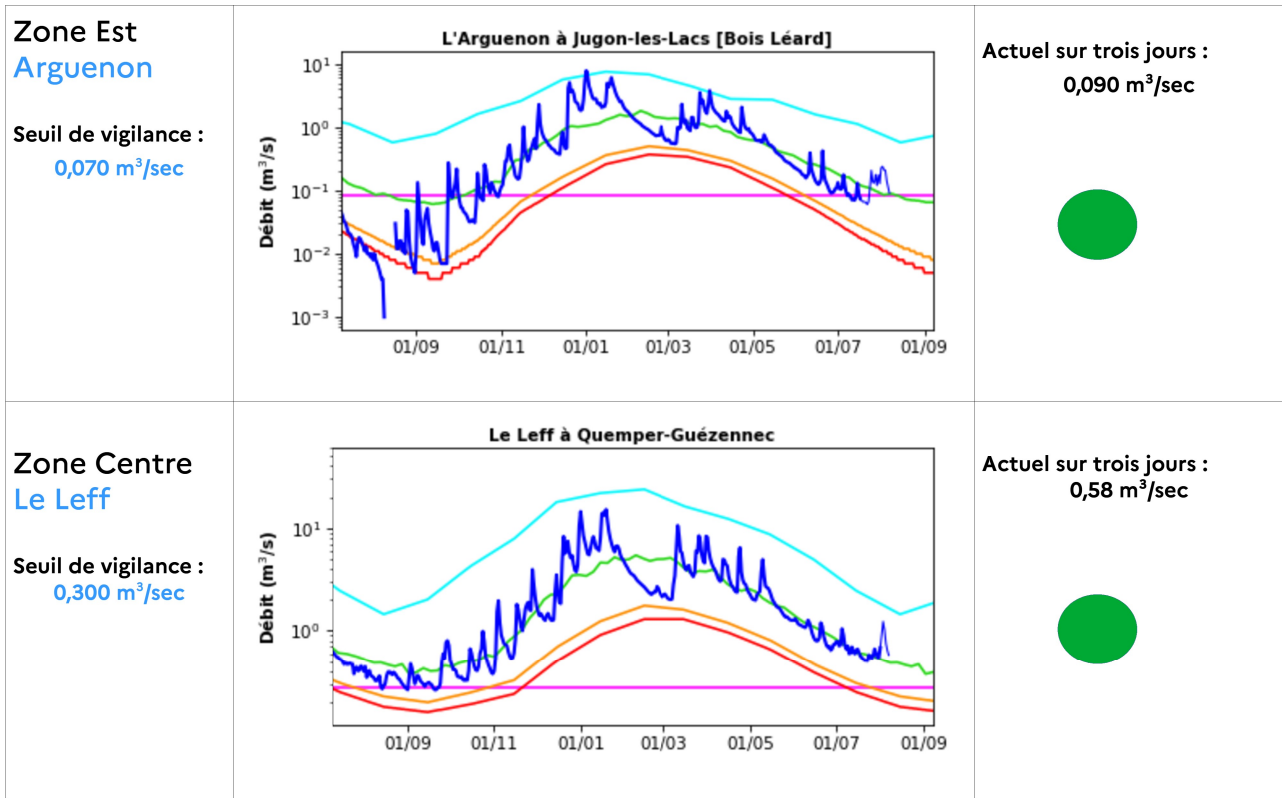 Zone Est
Arguenon
Seuil de vigilance :
0,070 m³/sec
L'Arguenon à Jugon-les-Lacs [Bois Léard]
Débit (m³/s)
10¹
10⁰
10⁻¹
10⁻²
10⁻³
01/09 01/11 01/01 01/03 01/05 01/07 01/09
Actuel sur trois jours :
0,090 m³/sec
Zone Centre
Le Leff
Seuil de vigilance :
0,300 m³/sec
Le Leff à Quemper-Guézennec
Débit (m³/s)
10¹
10⁰
01/09 01/11 01/01 01/03 01/05 01/07 01/09
Actuel sur trois jours :
0,58 m³/sec